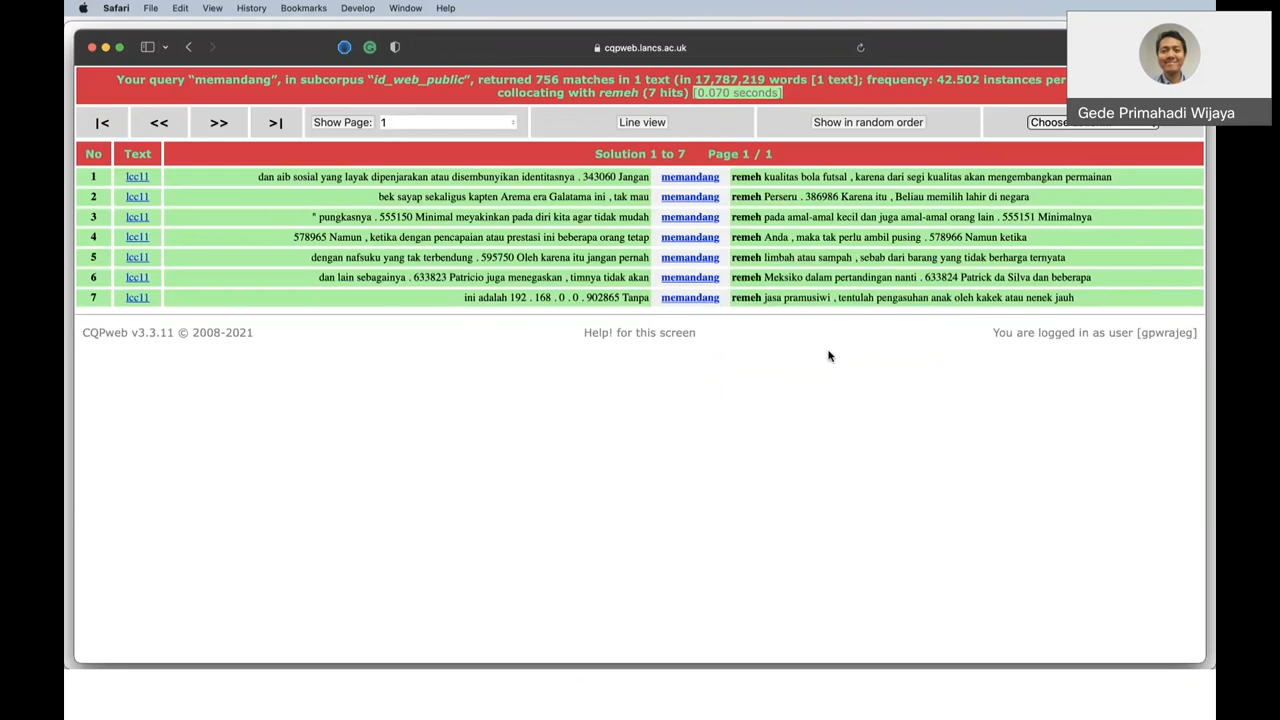 Safari File Edit View History Bookmarks Develop Window Help
cqpweb.lancs.ac.uk
Your query “memandang”, in subcorpus “id_web_public”, returned 756 matches in 1 text (in 17,787,219 words [1 text]; frequency: 42.502 instances per
collocating with remeh (7 hits) [0.070 seconds]
Gede Primahadi Wijaya
|< << >> >| Show Page: 1 Line view Show in random order
No Text Solution 1 to 7 Page 1 / 1
1 lcc11 dan aib sosial yang layak dipenjarakan atau disembunyikan identitasnya . 343060 Jangan memandang remeh kualitas bola futsal , karena dari segi kualitas akan mengembangkan permainan
2 lcc11 bek sayap sekaligus kapten Arema era Galatama ini , tak mau memandang remeh Perseru . 386986 Karena itu , Beliau memilih lahir di negara
3 lcc11 " pungkasnya . 555150 Minimal meyakinkan pada diri kita agar tidak mudah memandang remeh pada amal-amal kecil dan juga amal-amal orang lain . 555151 Minimalnya
4 lcc11 578965 Namun , ketika dengan pencapaian atau prestasi ini beberapa orang tetap memandang remeh Anda , maka tak perlu ambil pusing . 578966 Namun ketika
5 lcc11 dengan nafsuku yang tak terbendung . 595750 Oleh karena itu jangan pernah memandang remeh limbah atau sampah , sebab dari barang yang tidak berharga ternyata
6 lcc11 dan lain sebagainya . 633823 Patricio juga menegaskan , timnya tidak akan memandang remeh Meksiko dalam pertandingan nanti . 633824 Patrick da Silva dan beberapa
7 lcc11 ini adalah 192 . 168 . 0 . 0 . 902865 Tanpa memandang remeh jasa pramusiwi , tentulah pengasuhan anak oleh kakek atau nenek jauh
CQPweb v3.3.11 © 2008-2021 Help! for this screen You are logged in as user [gpwrajeg]